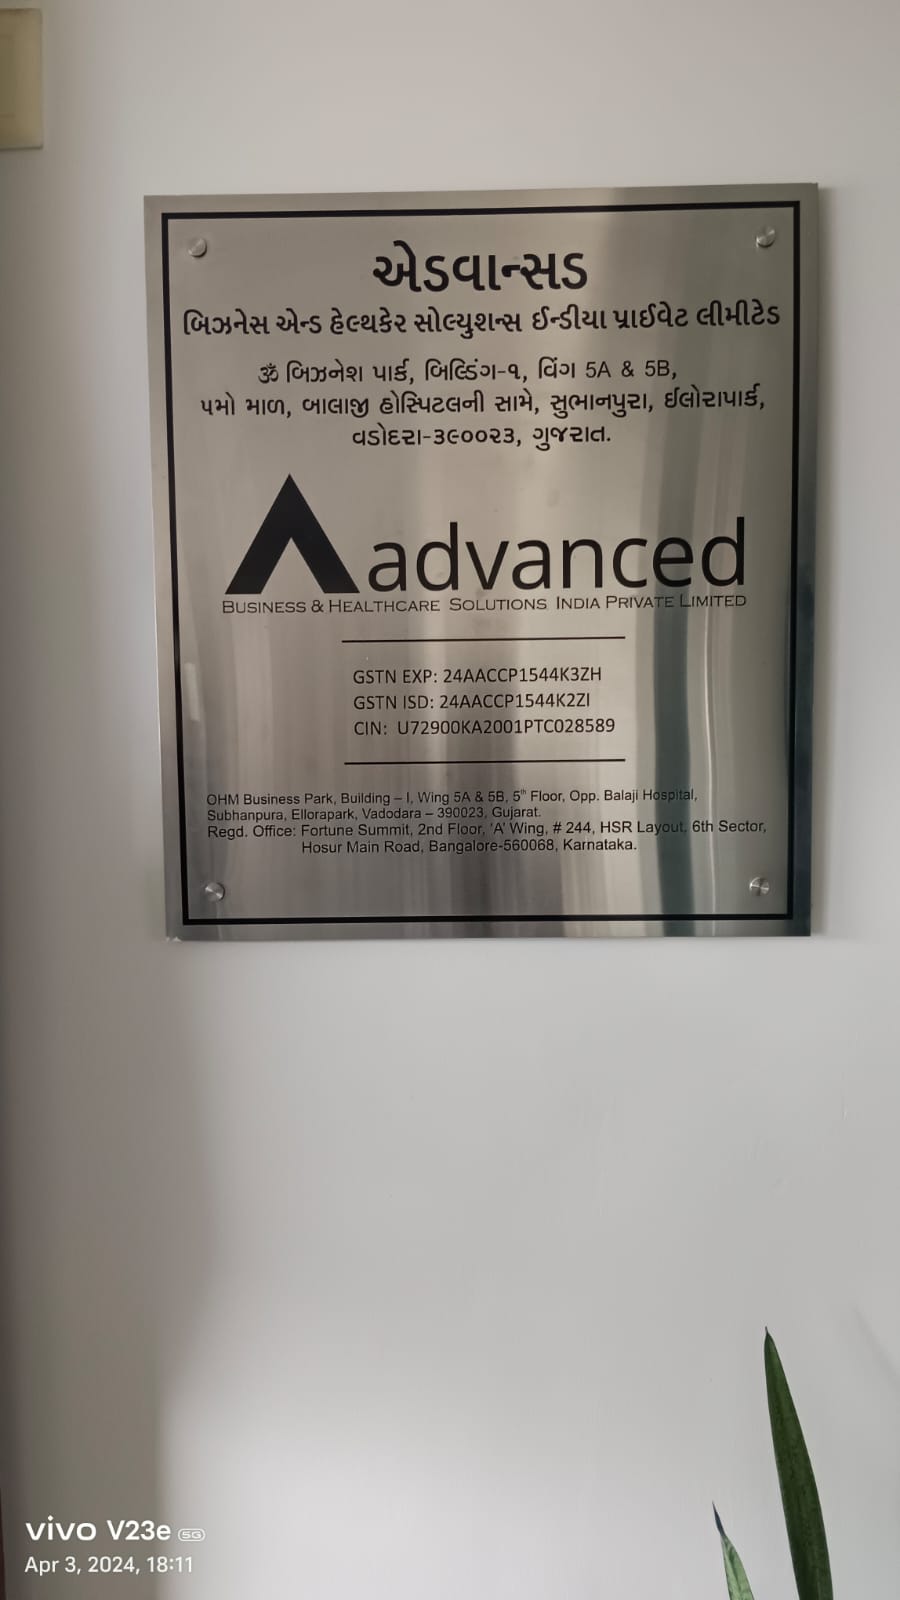 એડવાન્સડ
બિઝનેસ એન્ડ હેલ્થકેર સોલ્યુશન્સ ઈન્ડીયા પ્રાઈવેટ લીમીટેડ
ૐ બિઝનેશ પાર્ક, બિલ્ડિંગ-૧, વિંગ 5A & 5B,
૫મો માળ, બાલાજી હોસ્પિટલની સામે, સુભાનપુરા, ઈલોરાપાર્ક,
વડોદરા-૩૯૦૦૨૩, ગુજરાત.
advanced
BUSINESS & HEALTHCARE SOLUTIONS INDIA PRIVATE LIMITED
GSTN EXP: 24AACCP1544K3ZH
GSTN ISD: 24AACCP1544K2ZI
CIN: U72900KA2001PTC028589
OHM Business Park, Building – I, Wing 5A & 5B, 5th Floor, Opp. Balaji Hospital,
Subhanpura, Ellorapark, Vadodara – 390023, Gujarat.
Regd. Office: Fortune Summit, 2nd Floor, 'A' Wing, # 244, HSR Layout, 6th Sector,
Hosur Main Road, Bangalore-560068, Karnataka.
vivo V23e 5G
Apr 3, 2024, 18:11